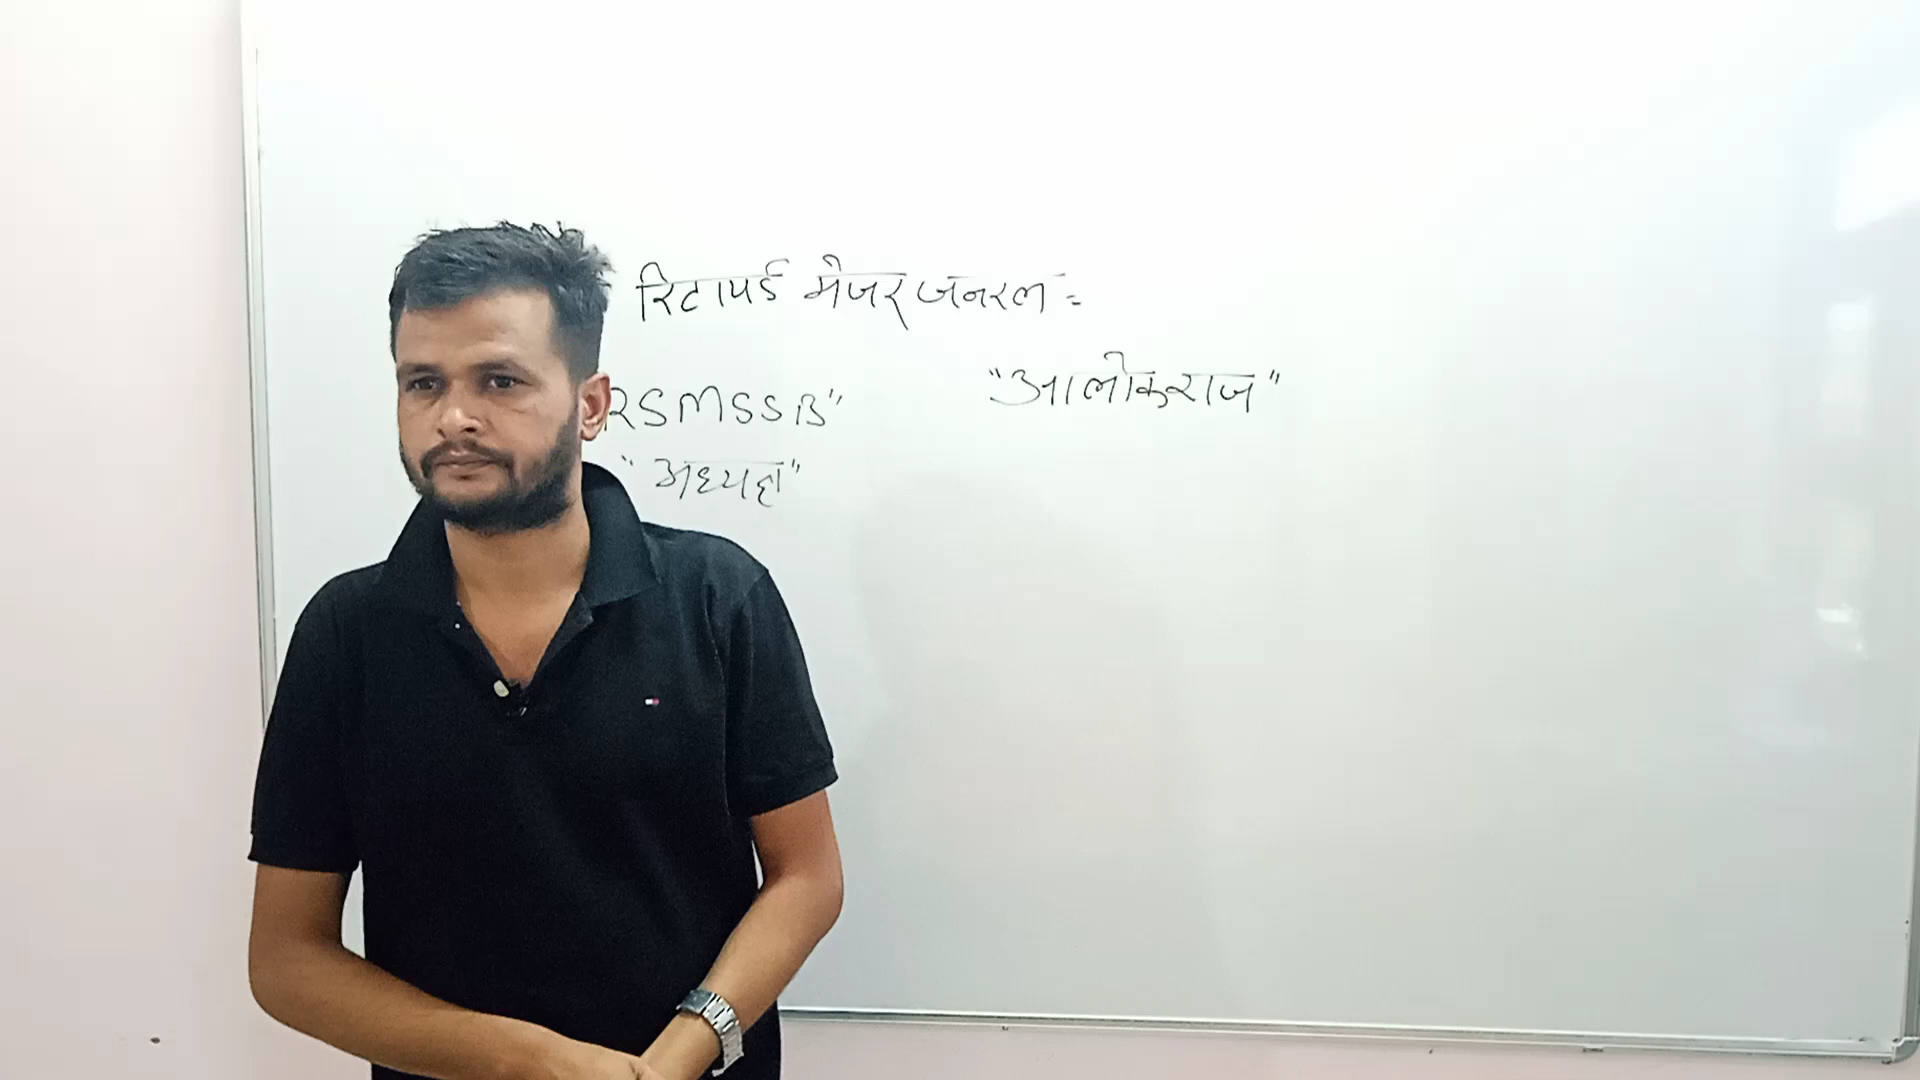 रिटायर्ड मेजर जनरल =
"आलोकराज"
RSMSSB"
"अध्यक्ष"